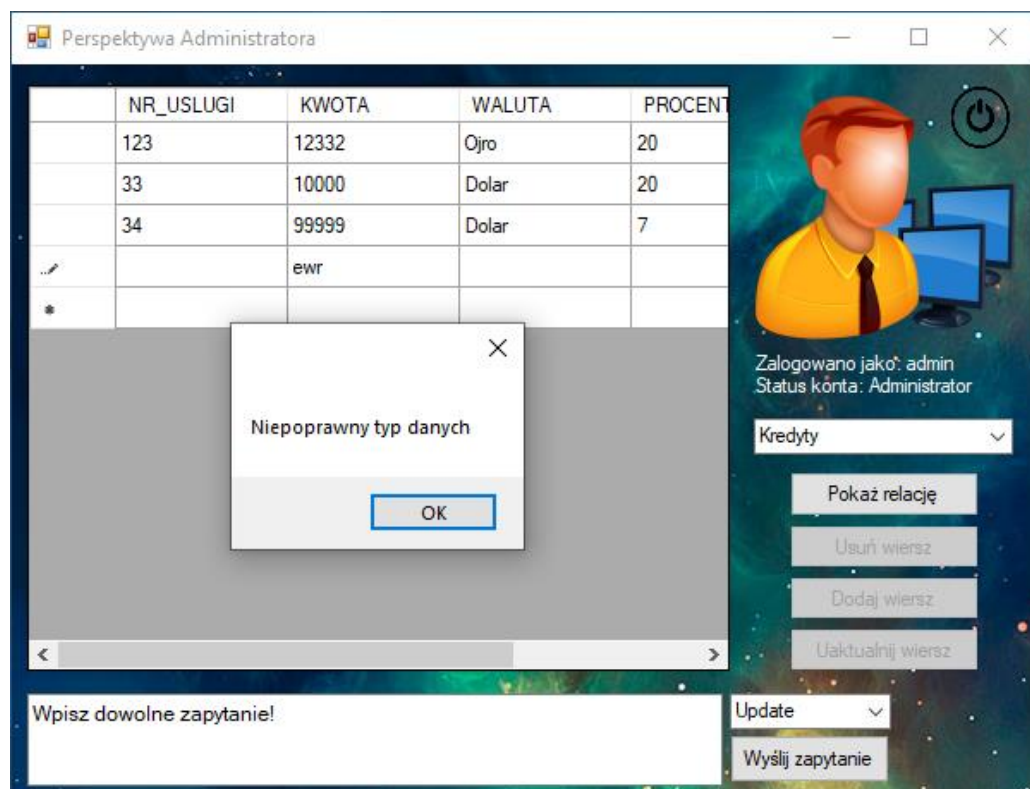 Perspektywa Administratora
NR_USLUGI KWOTA WALUTA PROCENT
123 12332 Ojro 20
33 10000 Dolar 20
34 99999 Dolar 7
ewr
Niepoprawny typ danych
OK
Zalogowano jako: admin
Status konta: Administrator
Kredyty
Pokaż relację
Usuń wiersz
Dodaj wiersz
Uaktualnij wiersz
Wpisz dowolne zapytanie!
Update
Wyślij zapytanie